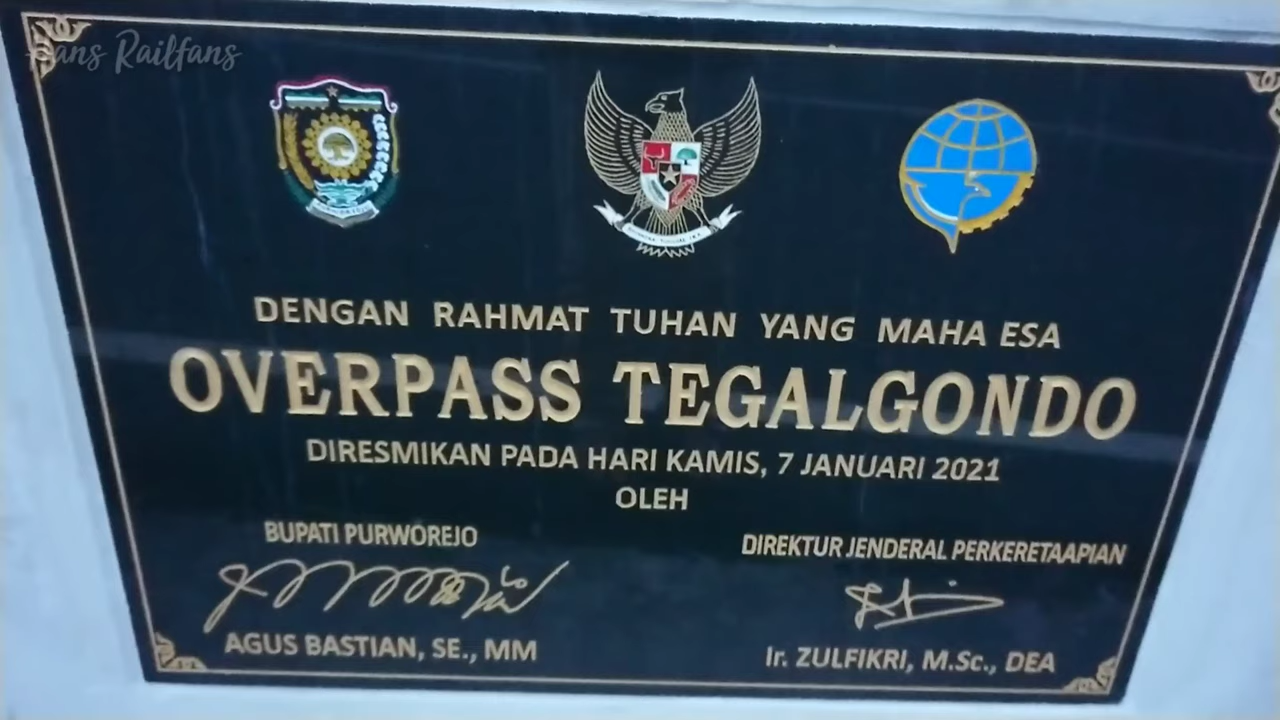 Railfans
DENGAN RAHMAT TUHAN YANG MAHA ESA
OVERPASS TEGALGONDO
DIRESMIKAN PADA HARI KAMIS, 7 JANUARI 2021
OLEH
BUPATI PURWOREJO
DIREKTUR JENDERAL PERKERETAAPIAN
AGUS BASTIAN, SE., MM
Ir. ZULFIKRI, M.Sc., DEA